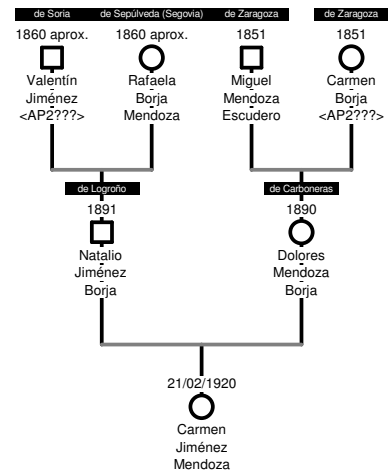 de Soria de Sepúlveda (Segovia) de Zaragoza de Zaragoza
1860 aprox. 1860 aprox. 1851 1851
Valentín Rafaela Miguel Carmen
Jiménez Borja Mendoza Borja
<AP2???> Mendoza Escudero <AP2???>
de Logroño de Carboneras
1891 1890
Natalio Dolores
Jiménez Mendoza
Borja Borja
21/02/1920
Carmen
Jiménez
Mendoza